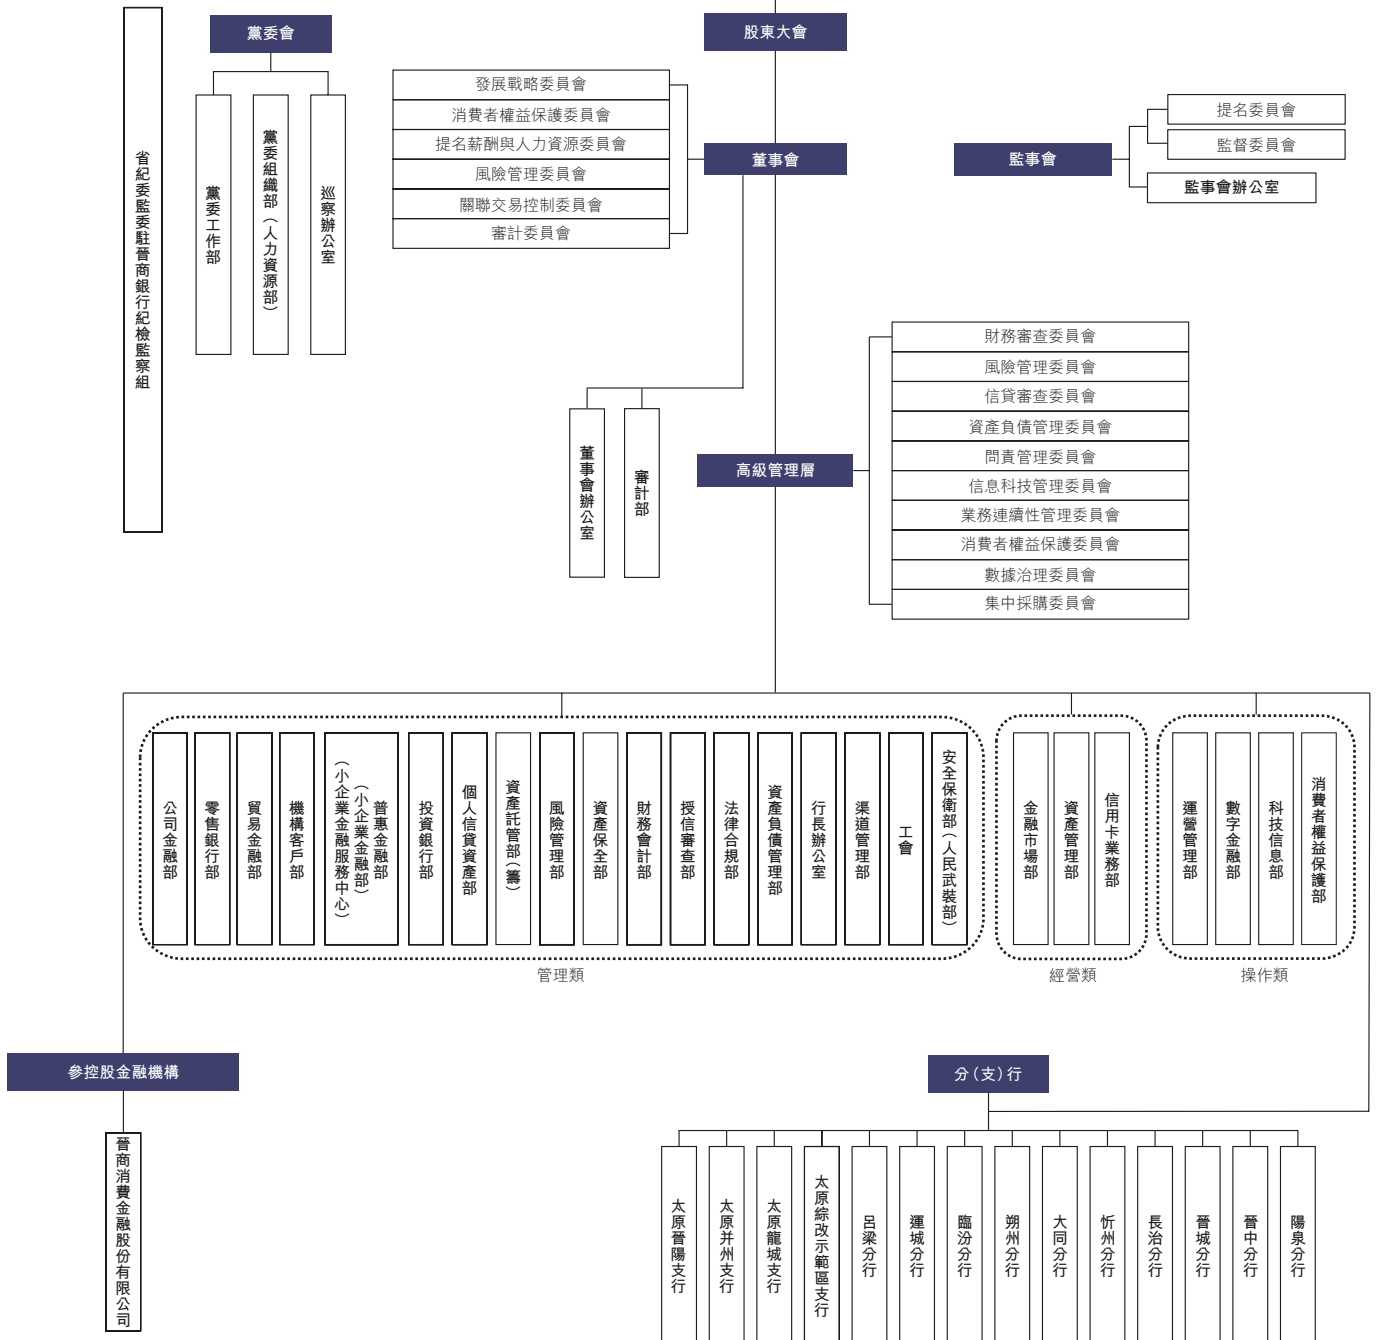 黨委會
股東大會
省紀委監委駐晉商銀行紀檢監察組
黨委工作部
黨委組織部（人力資源部）
巡察辦公室
發展戰略委員會
消費者權益保護委員會
提名薪酬與人力資源委員會
風險管理委員會
關聯交易控制委員會
審計委員會
董事會
監事會
提名委員會
監督委員會
監事會辦公室
董事會辦公室
審計部
高級管理層
財務審查委員會
風險管理委員會
信貸審查委員會
資產負債管理委員會
問責管理委員會
信息科技管理委員會
業務連續性管理委員會
消費者權益保護委員會
數據治理委員會
集中採購委員會
公司金融部
零售銀行部
貿易金融部
機構客戶部
普惠金融部
（小企業金融部）
（小企業金融服務中心）
投資銀行部
個人信貸資產部
資產託管部（籌）
風險管理部
資產保全部
財務會計部
授信審查部
法律合規部
資產負債管理部
行長辦公室
渠道管理部
工會
安全保衛部（人民武裝部）
管理類
金融市場部
資產管理部
信用卡業務部
經營類
運營管理部
數字金融部
科技信息部
消費者權益保護部
操作類
參控股金融機構
晉商消費金融股份有限公司
分（支）行
太原晉陽支行
太原并州支行
太原龍城支行
太原綜改示範區支行
呂梁分行
運城分行
臨汾分行
朔州分行
大同分行
忻州分行
長治分行
晉城分行
晉中分行
陽泉分行